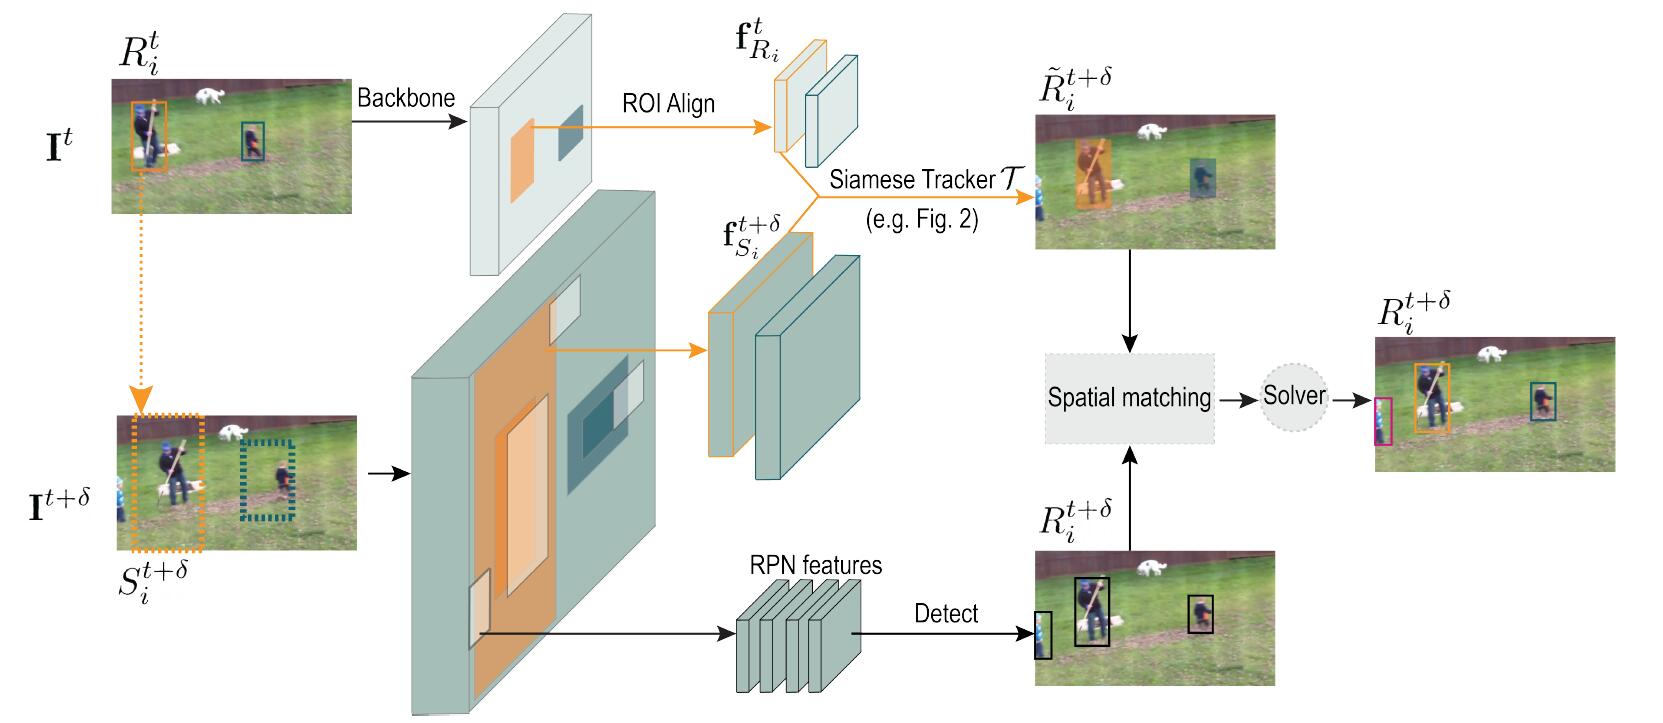 $R_i^t$
$\mathbf{I}^t$
Backbone
ROI Align
$\mathbf{f}_{R_i}^t$
$\tilde{R}_i^{t+\delta}$
Siamese Tracker $\mathcal{T}$
(e.g. Fig. 2)
$\mathbf{f}_{S_i}^{t+\delta}$
$\mathbf{I}^{t+\delta}$
$S_i^{t+\delta}$
RPN features
Detect
$R_i^{t+\delta}$
Spatial matching
Solver
$R_i^{t+\delta}$